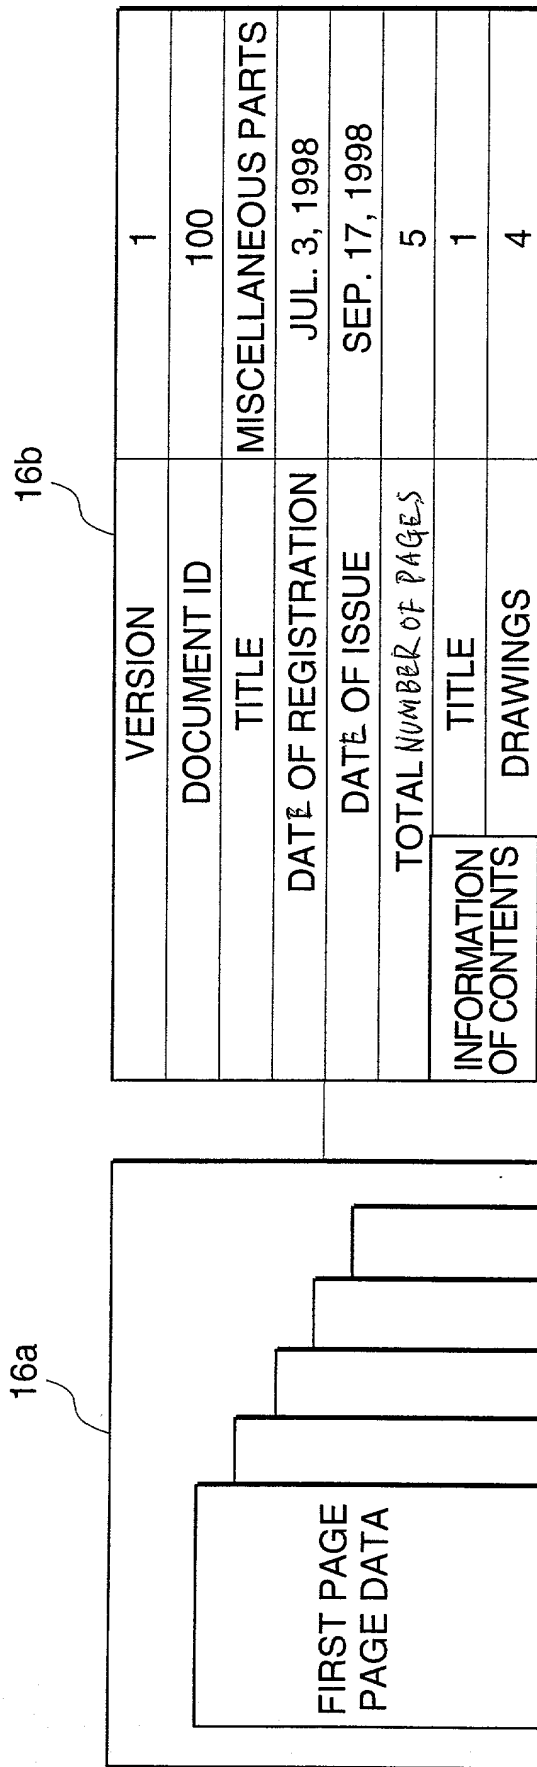 16a
FIRST PAGE
PAGE DATA
16b
VERSION 1
DOCUMENT ID 100
TITLE MISCELLANEOUS PARTS
DATE OF REGISTRATION JUL. 3, 1998
DATE OF ISSUE SEP. 17, 1998
TOTAL NUMBER OF PAGES 5
INFORMATION
OF CONTENTS
TITLE 1
DRAWINGS 4